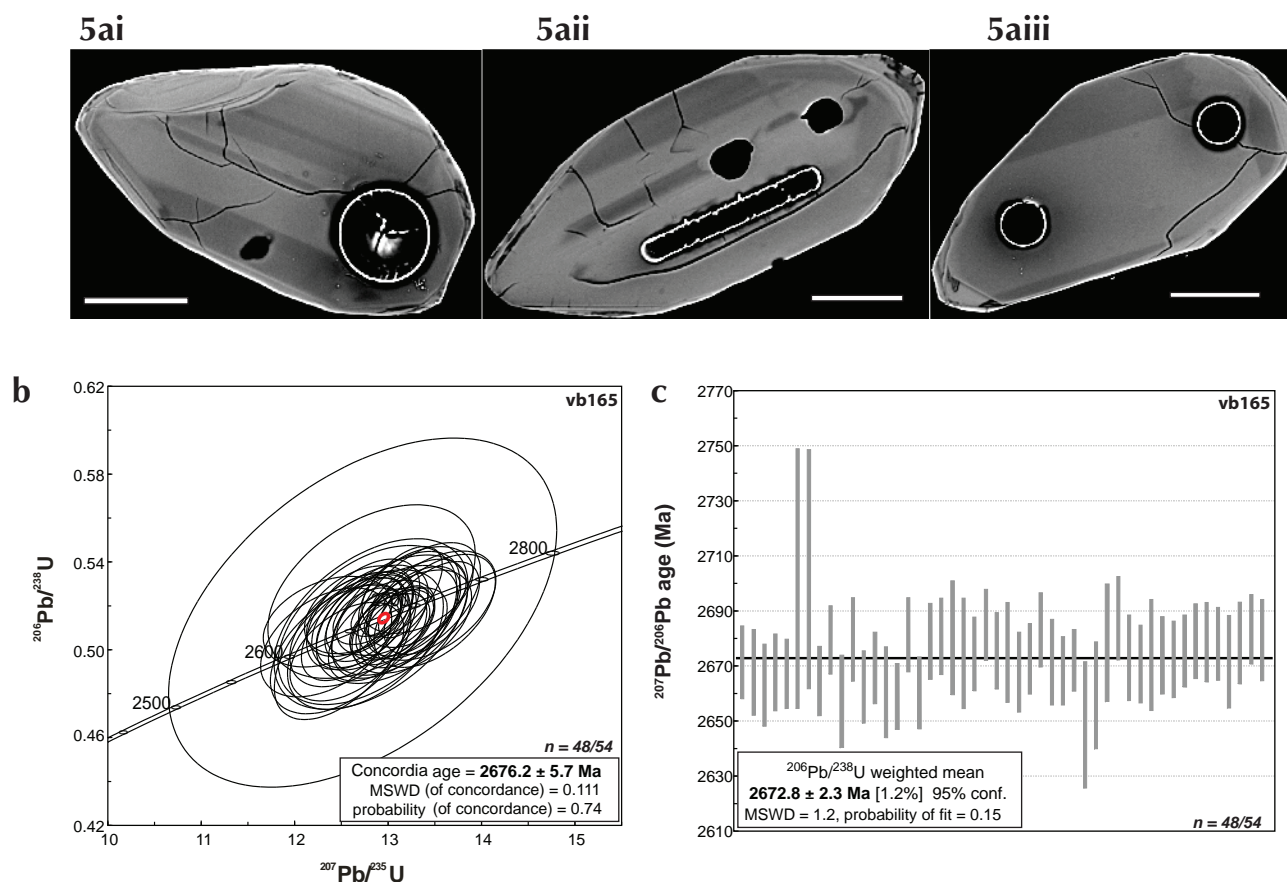 5ai
5aii
5aiii
b
vb165
0.62
0.58
0.54
0.50
0.46
0.42
²⁰⁶Pb/²³⁸U
2500
2600
2800
n = 48/54
Concordia age = 2676.2 ± 5.7 Ma
MSWD (of concordance) = 0.111
probability (of concordance) = 0.74
10 11 12 13 14 15
²⁰⁷Pb/²³⁵U
c
vb165
2770
2750
2730
2710
2690
2670
2650
2630
2610
²⁰⁷Pb/²⁰⁶Pb age (Ma)
²⁰⁶Pb/²³⁸U weighted mean
2672.8 ± 2.3 Ma [1.2%] 95% conf.
MSWD = 1.2, probability of fit = 0.15
n = 48/54